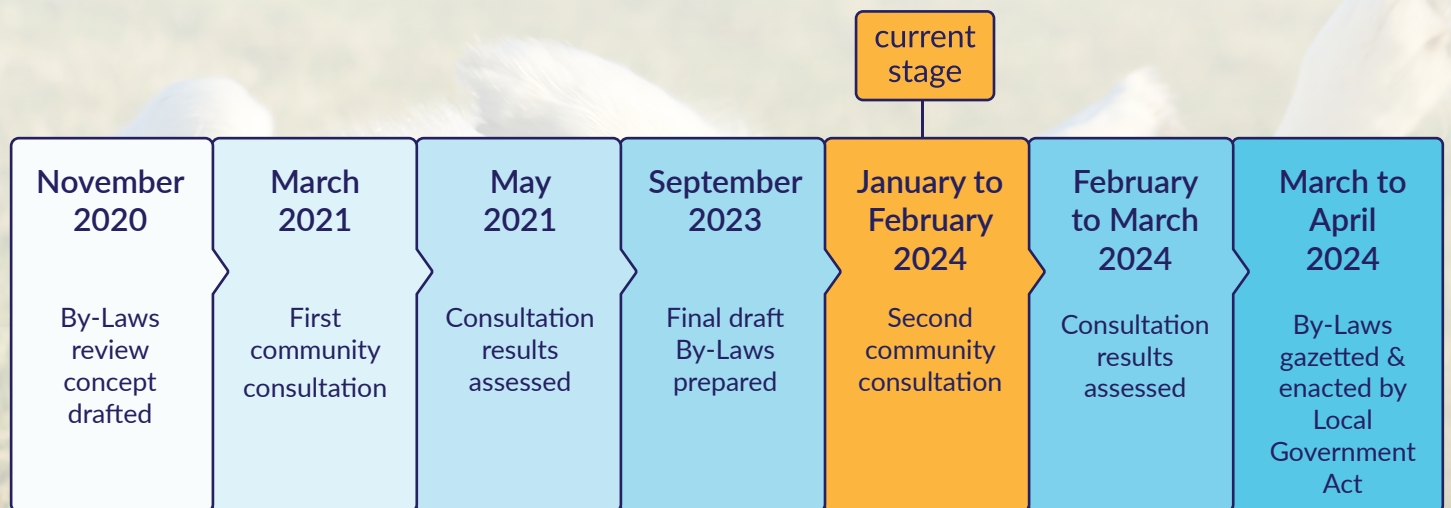 current
stage
November
2020
By-Laws
review
concept
drafted
March
2021
First
community
consultation
May
2021
Consultation
results
assessed
September
2023
Final draft
By-Laws
prepared
January to
February
2024
Second
community
consultation
February
to March
2024
Consultation
results
assessed
March to
April
2024
By-Laws
gazetted &
enacted by
Local
Government
Act